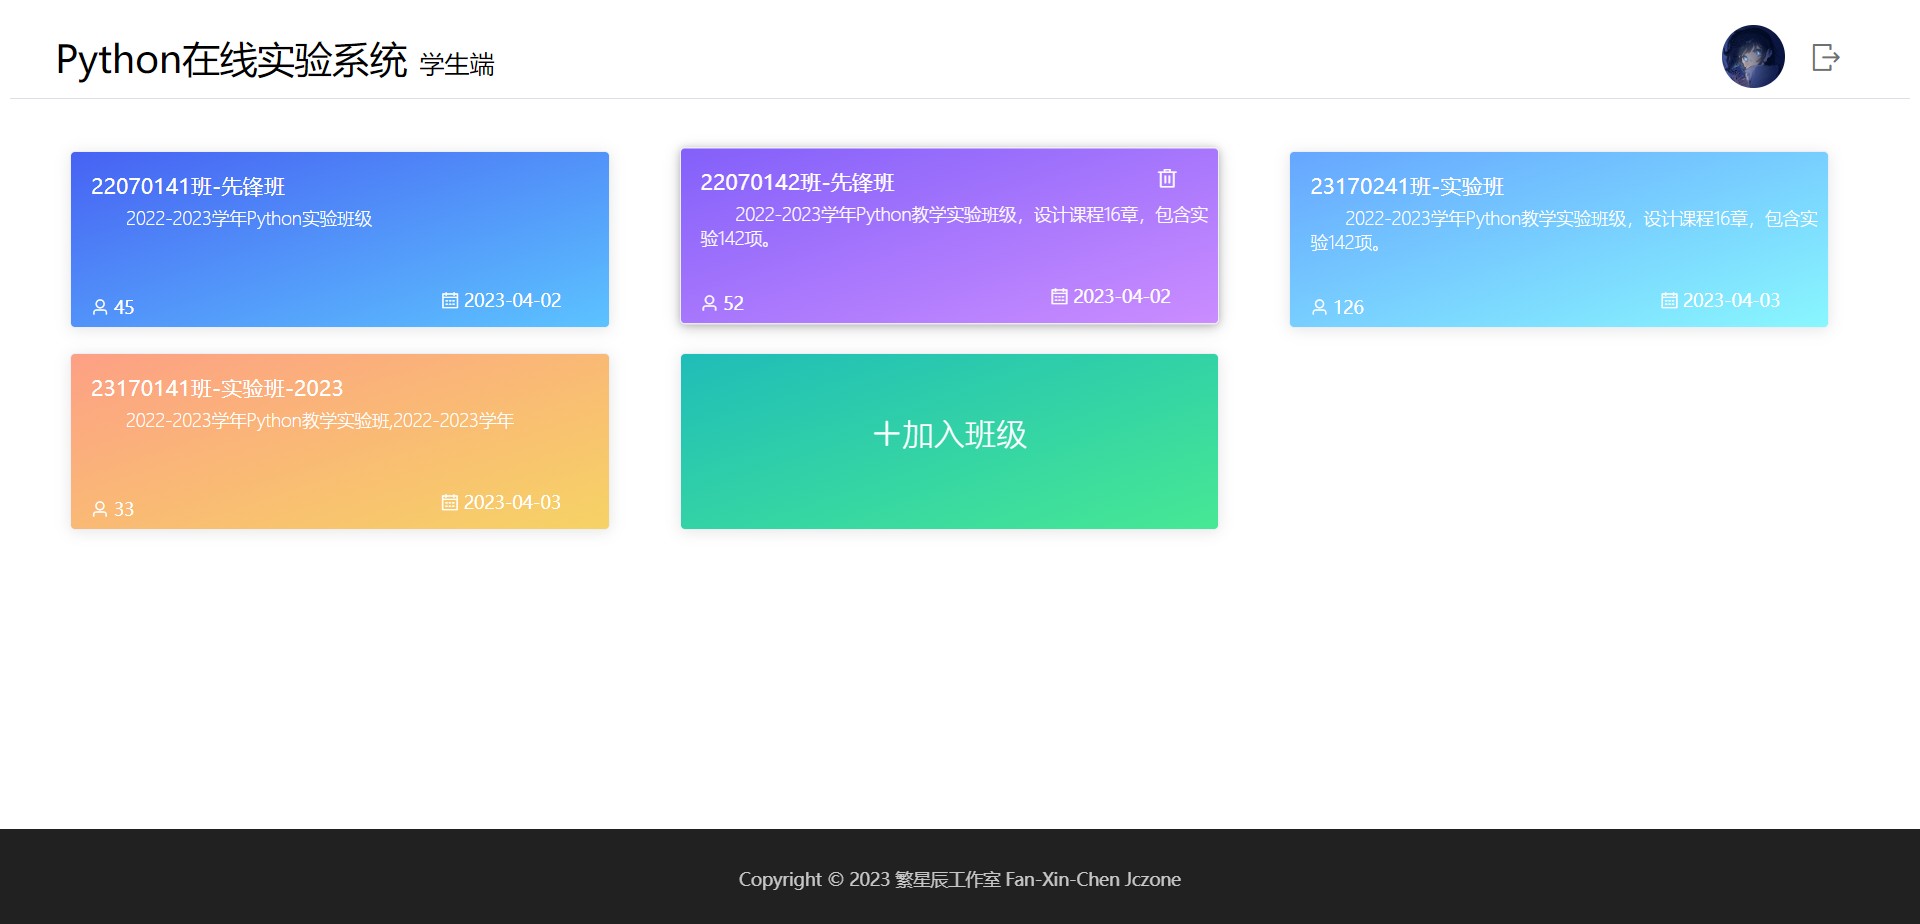 Python在线实验系统 学生端
22070141班-先锋班
2022-2023学年Python实验班级
45
2023-04-02
22070142班-先锋班
2022-2023学年Python教学实验班级，设计课程16章，包含实
验142项。
52
2023-04-02
23170241班-实验班
2022-2023学年Python教学实验班级，设计课程16章，包含实
验142项。
126
2023-04-03
23170141班-实验班-2023
2022-2023学年Python教学实验班,2022-2023学年
33
2023-04-03
+加入班级
Copyright © 2023 繁星辰工作室 Fan-Xin-Chen Jczone